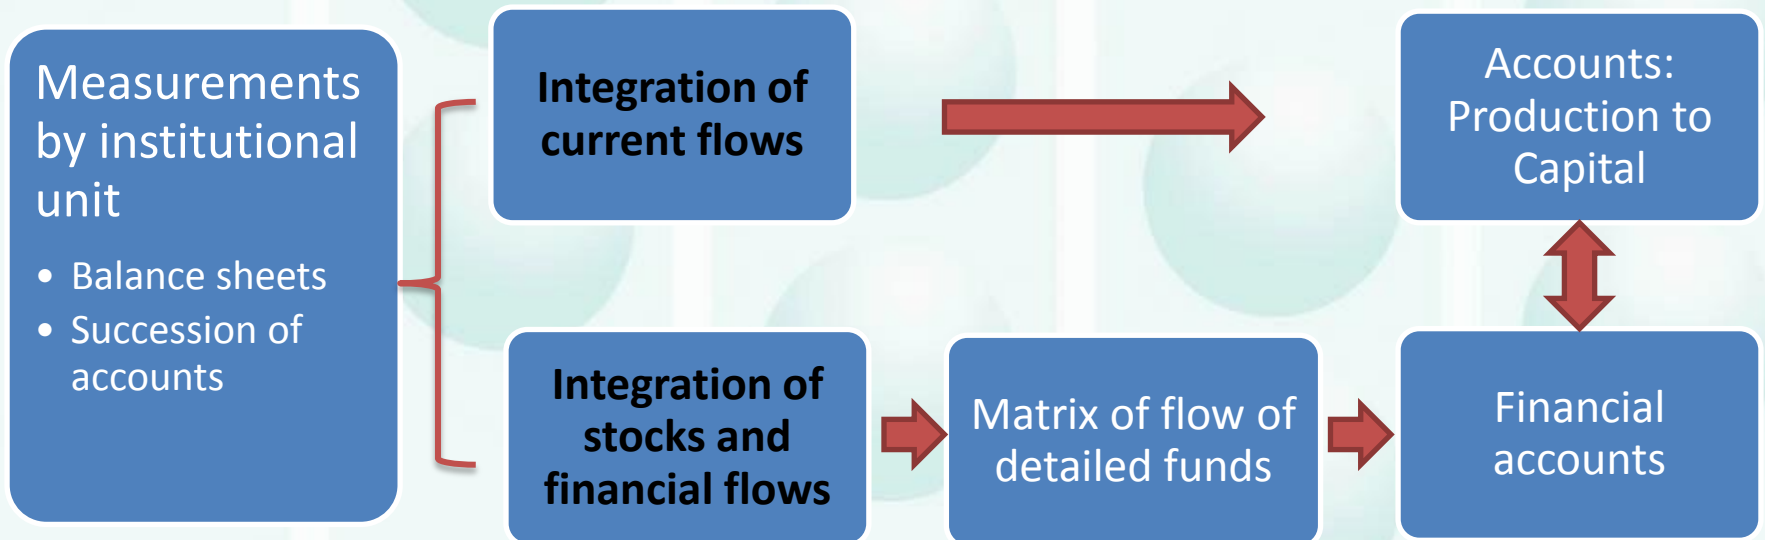 Measurements
by institutional
unit
• Balance sheets
• Succession of
accounts
Integration of
current flows
Integration of
stocks and
financial flows
Matrix of flow of
detailed funds
Accounts:
Production to
Capital
Financial
accounts